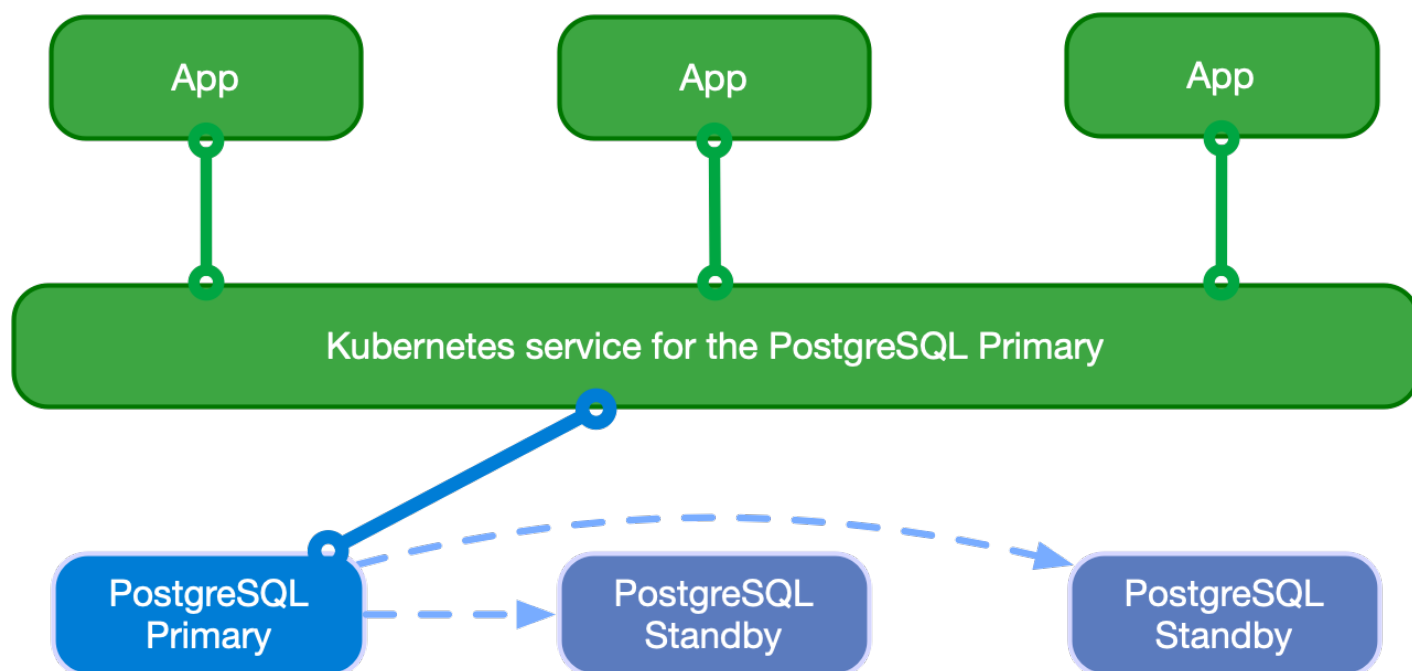 App
App
App
Kubernetes service for the PostgreSQL Primary
PostgreSQL
Primary
PostgreSQL
Standby
PostgreSQL
Standby